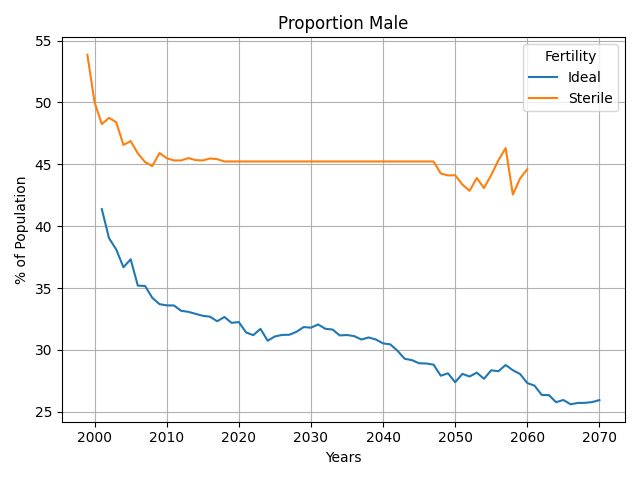 Proportion Male
% of Population
55
50
45
40
35
30
25
Fertility
Ideal
Sterile
2000 2010 2020 2030 2040 2050 2060 2070
Years